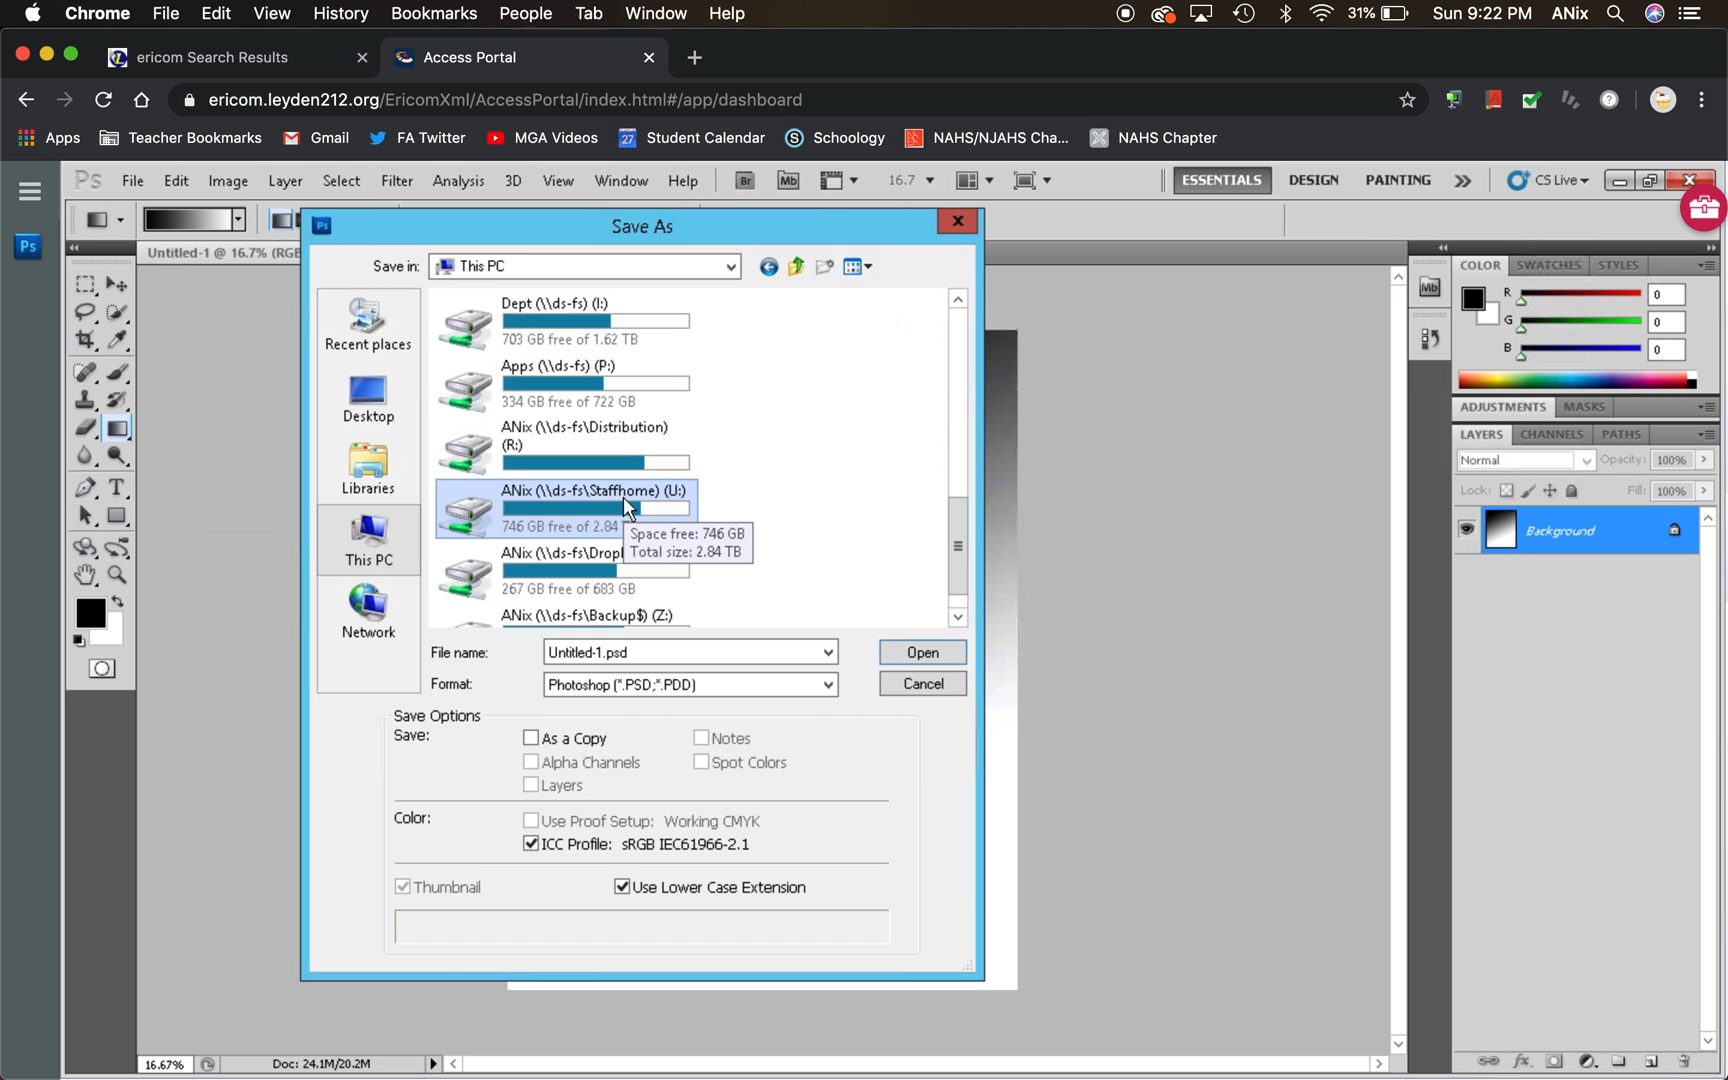 Chrome File Edit View History Bookmarks People Tab Window Help 31% Sun 9:22 PM ANix
ericom Search Results Access Portal
ericom.leyden212.org/EricomXml/AccessPortal/index.html#/app/dashboard
Apps Teacher Bookmarks Gmail FA Twitter MGA Videos 27 Student Calendar Schoology NAHS/NJAHS Cha... NAHS Chapter
Ps File Edit Image Layer Select Filter Analysis 3D View Window Help Br Mb 16.7 ESSENTIALS DESIGN PAINTING CS Live
Ps
Untitled-1 @ 16.7% (RGB
Ps Save As
Save in: This PC
Recent places
Desktop
Libraries
This PC
Network
Dept (\\ds-fs) (I:)
703 GB free of 1.62 TB
Apps (\\ds-fs) (P:)
334 GB free of 722 GB
ANix (\\ds-fs\Distribution)
(R:)
ANix (\\ds-fs\Staffhome) (U:)
746 GB free of 2.84
Space free: 746 GB
Total size: 2.84 TB
ANix (\\ds-fs\Drop
267 GB free of 683 GB
ANix (\\ds-fs\Backup$) (Z:)
File name: Untitled-1.psd Open
Format: Photoshop (*.PSD;*.PDD) Cancel
Save Options
Save:
As a Copy Notes
Alpha Channels Spot Colors
Layers
Color:
Use Proof Setup: Working CMYK
ICC Profile: sRGB IEC61966-2.1
Thumbnail Use Lower Case Extension
Mb
COLOR SWATCHES STYLES
R 0
G 0
B 0
ADJUSTMENTS MASKS
LAYERS CHANNELS PATHS
Normal Opacity: 100%
Lock: Fill: 100%
Background
16.67% Doc: 24.1M/20.2M